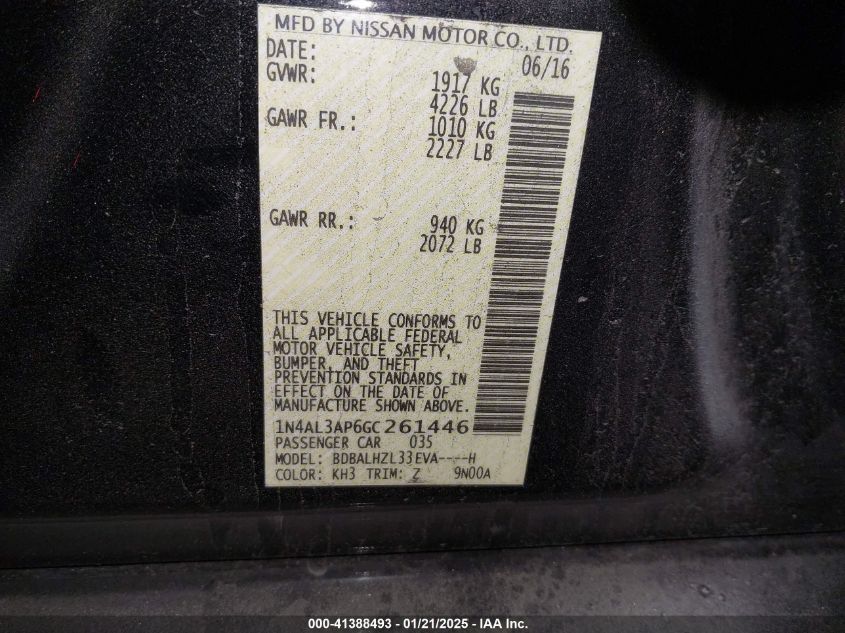 MFD BY NISSAN MOTOR CO., LTD.
DATE: 06/16
GVWR: 1917 KG
4226 LB
GAWR FR.: 1010 KG
2227 LB
GAWR RR.: 940 KG
2072 LB
THIS VEHICLE CONFORMS TO
ALL APPLICABLE FEDERAL
MOTOR VEHICLE SAFETY,
BUMPER, AND THEFT
PREVENTION STANDARDS IN
EFFECT ON THE DATE OF
MANUFACTURE SHOWN ABOVE.
1N4AL3AP6GC261446
PASSENGER CAR 035
MODEL: BDBALHZL33EVA----H
COLOR: KH3 TRIM: Z 9N00A
000-41388493 - 01/21/2025 - IAA Inc.